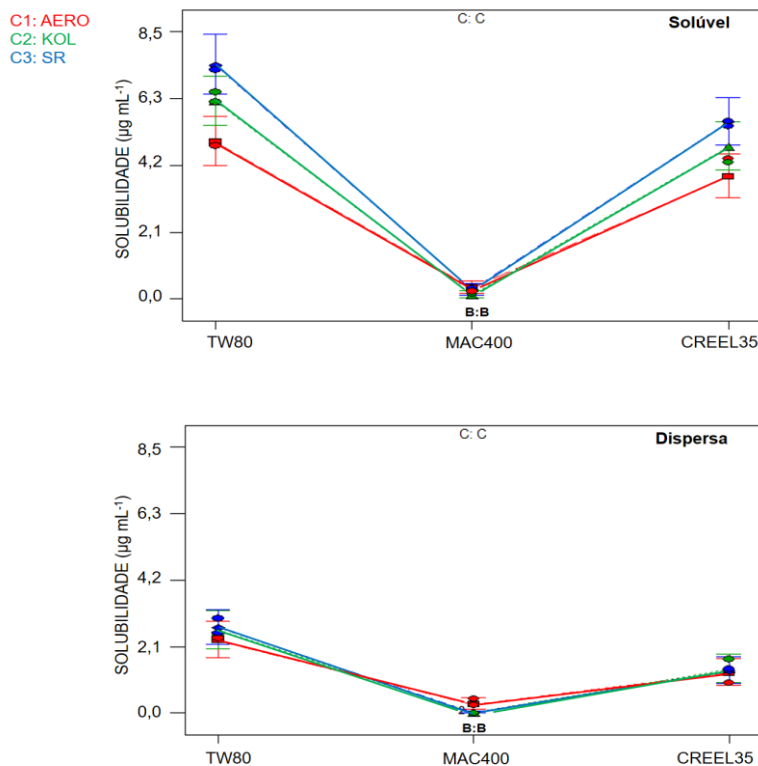 C1: AERO
C2: KOL
C3: SR
C: C
Solúvel
SOLUBILIDADE (µg mL⁻¹)
8,5
6,3
4,2
2,1
0,0
B:B
TW80
MAC400
CREEL35
C: C
Dispersa
SOLUBILIDADE (µg mL⁻¹)
8,5
6,3
4,2
2,1
0,0
B:B
TW80
MAC400
CREEL35